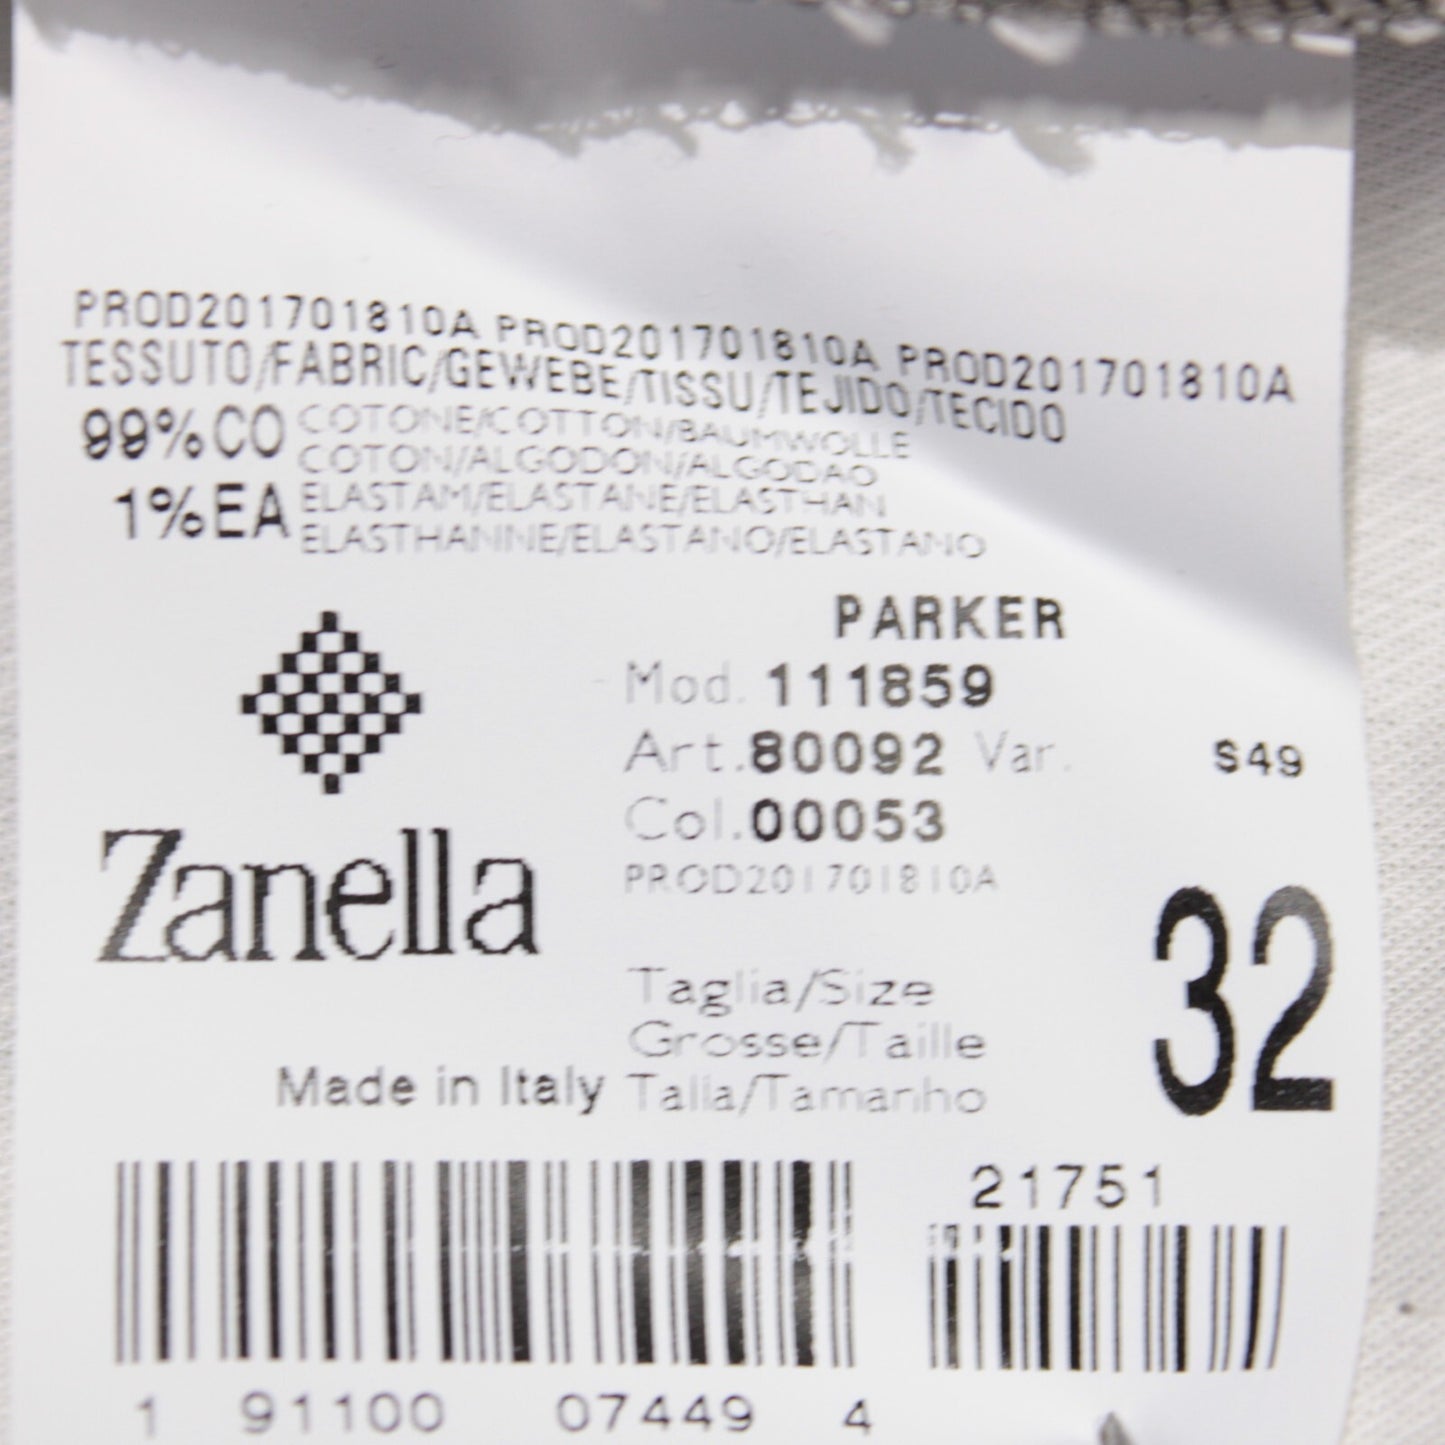 PROD201701810A PROD201701810A PROD201701810A
TESSUTO/FABRIC/GEWEBE/TISSU/TEJIDO/TECIDO
99%CO COTONE/COTTON/BAUMWOLLE
COTON/ALGODON/ALGODAO
1%EA ELASTAM/ELASTANE/ELASTHAN
ELASTHANNE/ELASTANO/ELASTANO
PARKER
Mod. 111859
Art.80092 Var. S49
Col.00053
PROD201701810A
Zanella
32
Taglia/Size
Grosse/Taille
Made in Italy Talla/Tamanho
21751
1 91100 07449 4